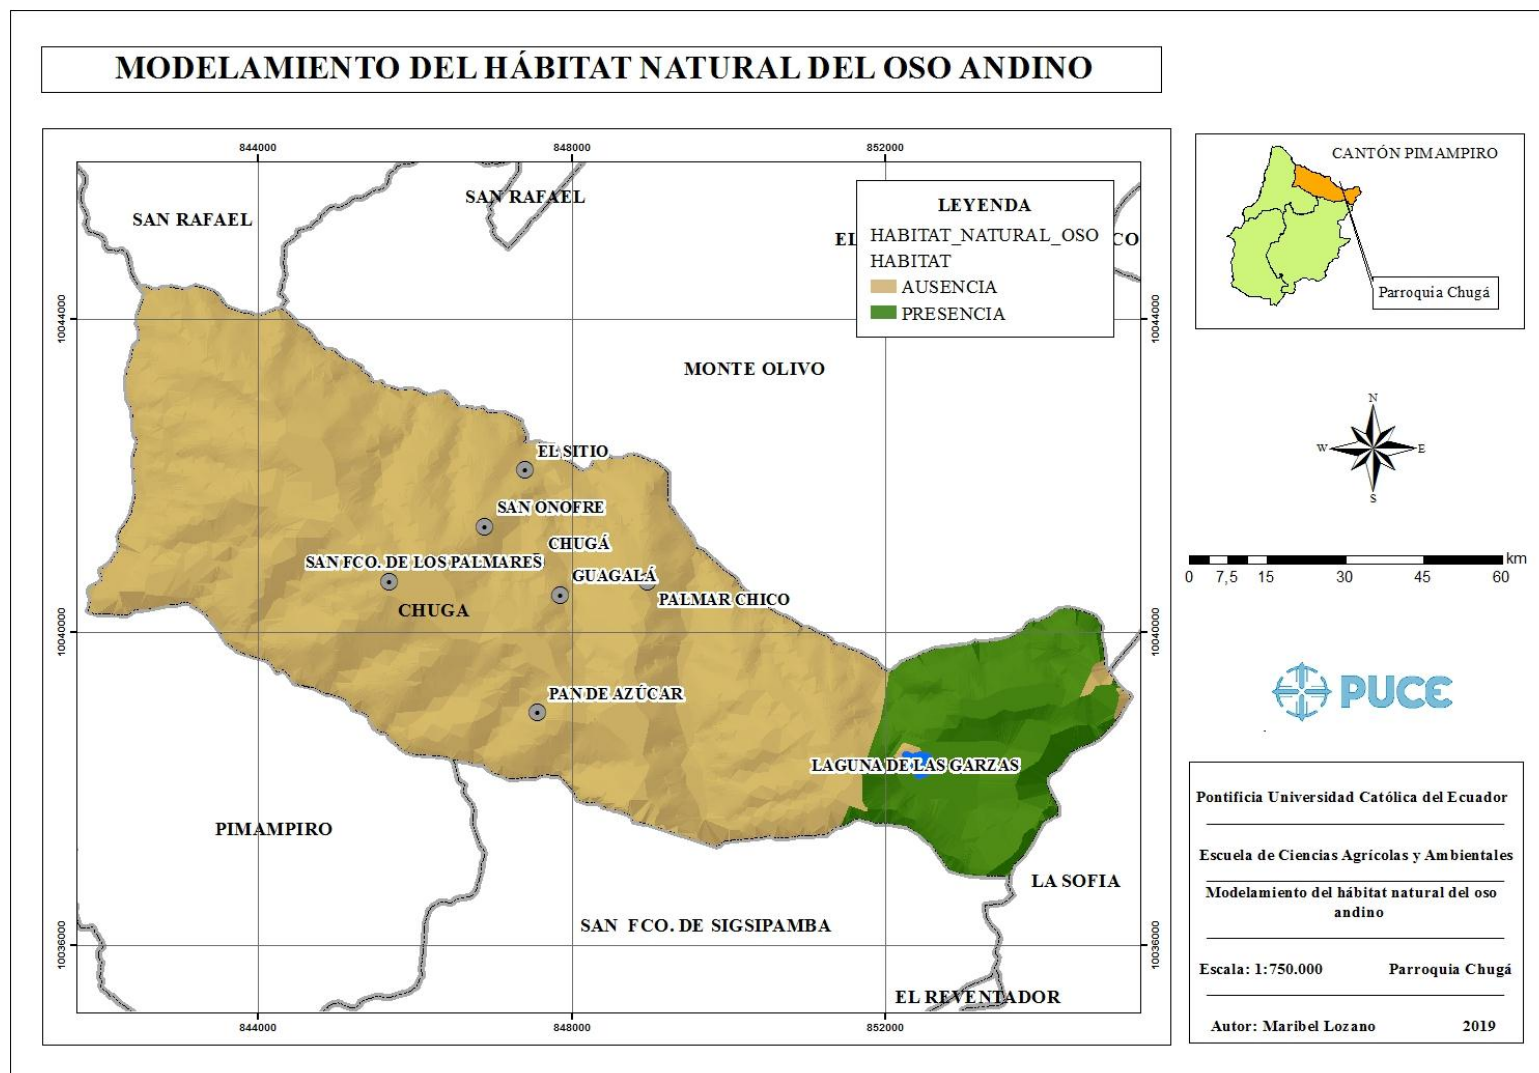 MODELAMIENTO DEL HÁBITAT NATURAL DEL OSO ANDINO
844000
848000
852000
SAN RAFAEL
SAN RAFAEL
EL
CO
LEYENDA
HABITAT_NATURAL_OSO
HABITAT
AUSENCIA
PRESENCIA
10044000
10044000
MONTE OLIVO
EL SITIO
SAN ONOFRE
CHUGÁ
SAN FCO. DE LOS PALMARES
GUAGALÁ
PALMAR CHICO
CHUGA
10040000
10040000
PAN DE AZÚCAR
LAGUNA DE LAS GARZAS
PIMAMPIRO
LA SOFIA
SAN FCO. DE SIGSIPAMBA
10036000
10036000
EL REVENTADOR
844000
848000
852000
CANTÓN PIMAMPIRO
Parroquia Chugá
N
W
E
S
km
0 7,5 15 30 45 60
PUCE
Pontificia Universidad Católica del Ecuador
Escuela de Ciencias Agrícolas y Ambientales
Modelamiento del hábitat natural del oso
andino
Escala: 1:750.000 Parroquia Chugá
Autor: Maribel Lozano 2019